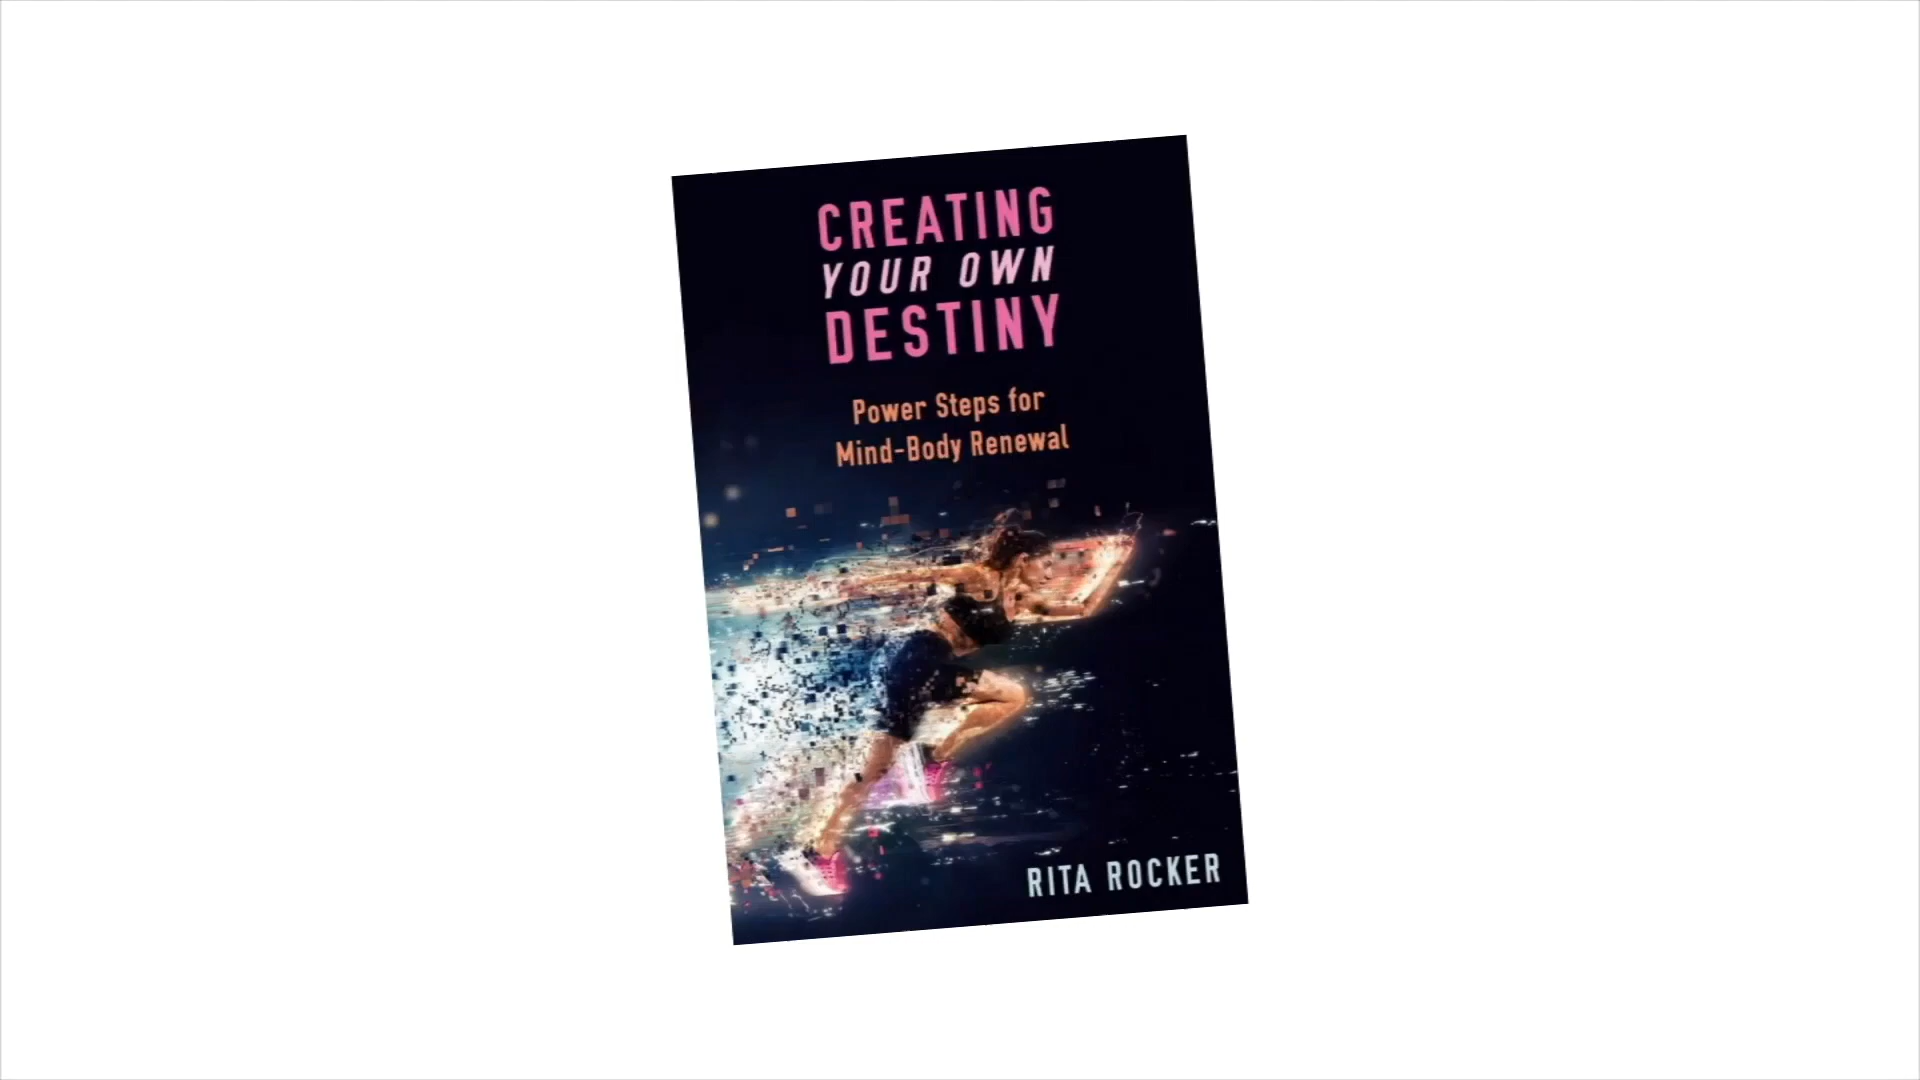 CREATING
YOUR OWN
DESTINY
Power Steps for
Mind-Body Renewal
RITA ROCKER